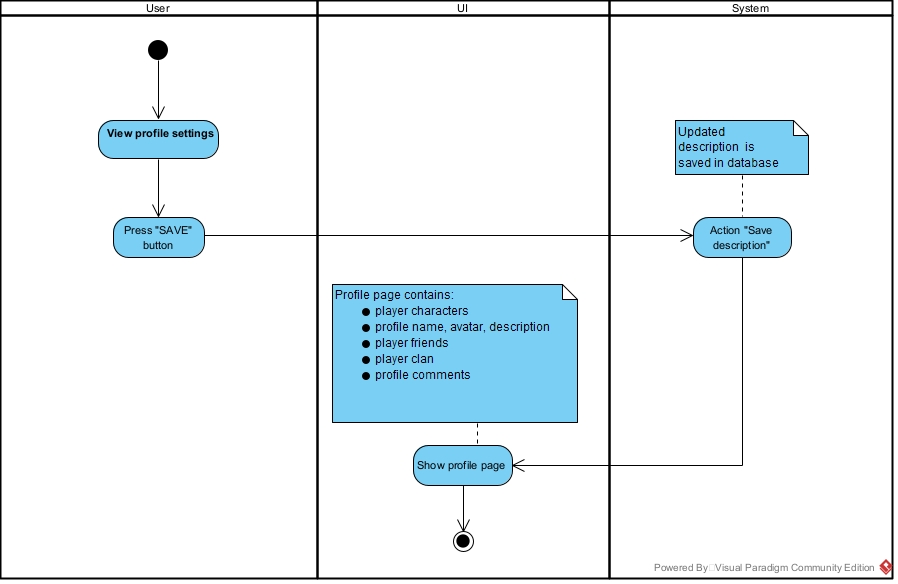 User
UI
System
View profile settings
Updated
description is
saved in database
Press "SAVE"
button
Action "Save
description"
Profile page contains:
player characters
profile name, avatar, description
player friends
player clan
profile comments
Show profile page
Powered By Visual Paradigm Community Edition